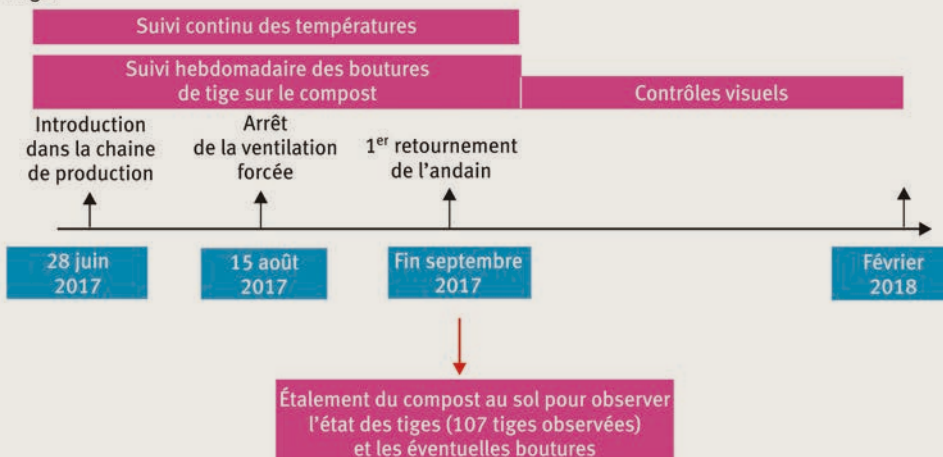 Suivi continu des températures
Suivi hebdomadaire des boutures
de tige sur le compost
Contrôles visuels
Introduction
dans la chaine
de production
Arrêt
de la ventilation
forcée
1er retournement
de l'andain
28 juin
2017
15 août
2017
Fin septembre
2017
Février
2018
Étalement du compost au sol pour observer
l'état des tiges (107 tiges observées)
et les éventuelles boutures